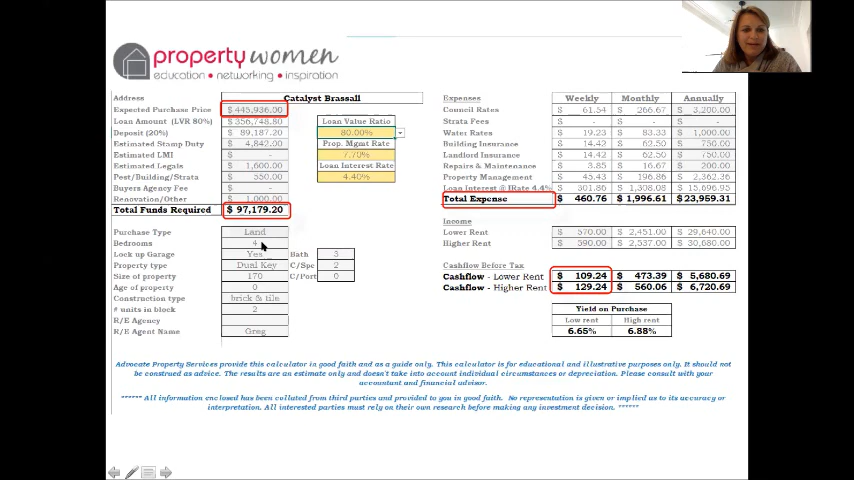 property women
education • networking • inspiration
Address Catalyst Brassall
Expected Purchase Price $ 445,936.00
Loan Amount (LVR 80%) $ 356,748.80
Deposit (20%) $ 89,187.20
Estimated Stamp Duty $ 4,842.00
Estimated LMI $ -
Estimated Legals $ 1,600.00
Pest/Building/Strata $ 550.00
Buyers Agency Fee $ -
Renovation/Other $ 1,000.00
Total Funds Required $ 97,179.20
Loan Value Ratio
80.00%
Prop. Mgmt Rate
7.70%
Loan Interest Rate
4.40%
Purchase Type Land
Bedrooms 4
Lock up Garage Yes Bath 3
Property type Dual Key C/Spc 2
Size of property 170 C/Port 0
Age of property 0
Construction type brick & tile
# units in block 2
R/E Agency
R/E Agent Name Greg
Expenses Weekly Monthly Annually
Council Rates $ 61.54 $ 266.67 $ 3,200.00
Strata Fees $ - $ - $ -
Water Rates $ 19.23 $ 83.33 $ 1,000.00
Building Insurance $ 14.42 $ 62.50 $ 750.00
Landlord Insurance $ 14.42 $ 62.50 $ 750.00
Repairs & Maintainance $ 3.85 $ 16.67 $ 200.00
Property Management $ 45.43 $ 196.86 $ 2,362.36
Loan Interest @IRate 4.4% $ 301.86 $ 1,308.08 $ 15,696.95
Total Expense $ 460.76 $ 1,996.61 $ 23,959.31
Income
Lower Rent $ 570.00 $ 2,451.00 $ 29,640.00
Higher Rent $ 590.00 $ 2,537.00 $ 30,680.00
Cashflow Before Tax
Cashflow - Lower Rent $ 109.24 $ 473.39 $ 5,680.69
Cashflow - Higher Rent $ 129.24 $ 560.06 $ 6,720.69
Yield on Purchase
Low rent High rent
6.65% 6.88%
Advocate Property Services provide this calculator in good faith and as a guide only. This calculator is for educational and illustrative purposes only. It should not
be construed as advice. The results are an estimate only and doesn't take into account individual circumstances or depreciation. Please consult with your
accountant and financial advisor.
****** All information enclosed has been collated from third parties and provided to you in good faith. No representation is given or implied as to its accuracy or
interpretation. All interested parties must rely on their own research before making any investment decision. ******